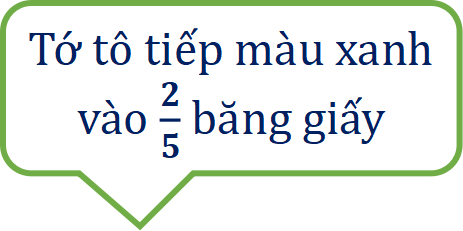 Tớ tô tiếp màu xanh
vào 2/5 băng giấy